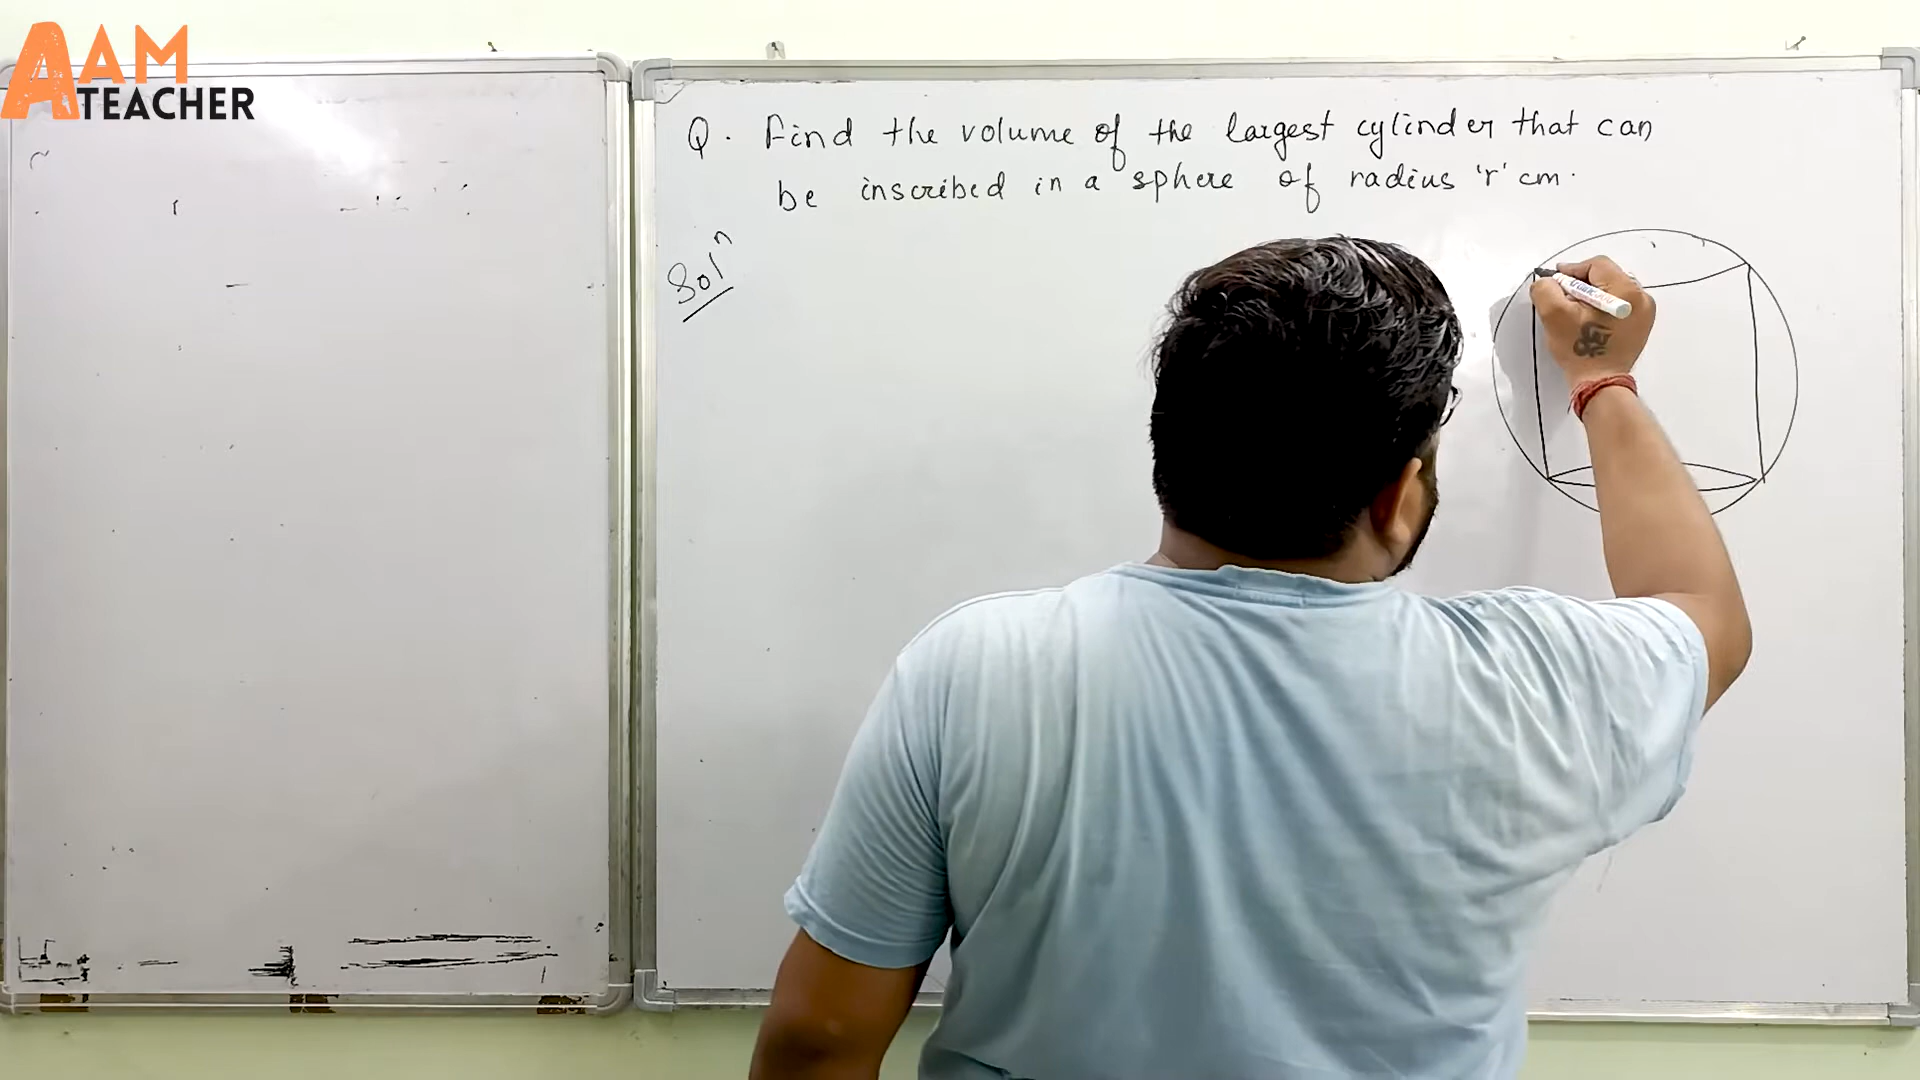 AAM
TEACHER
Q. Find the volume of the largest cylinder that can
be inscribed in a sphere of radius 'r' cm.
Solⁿ